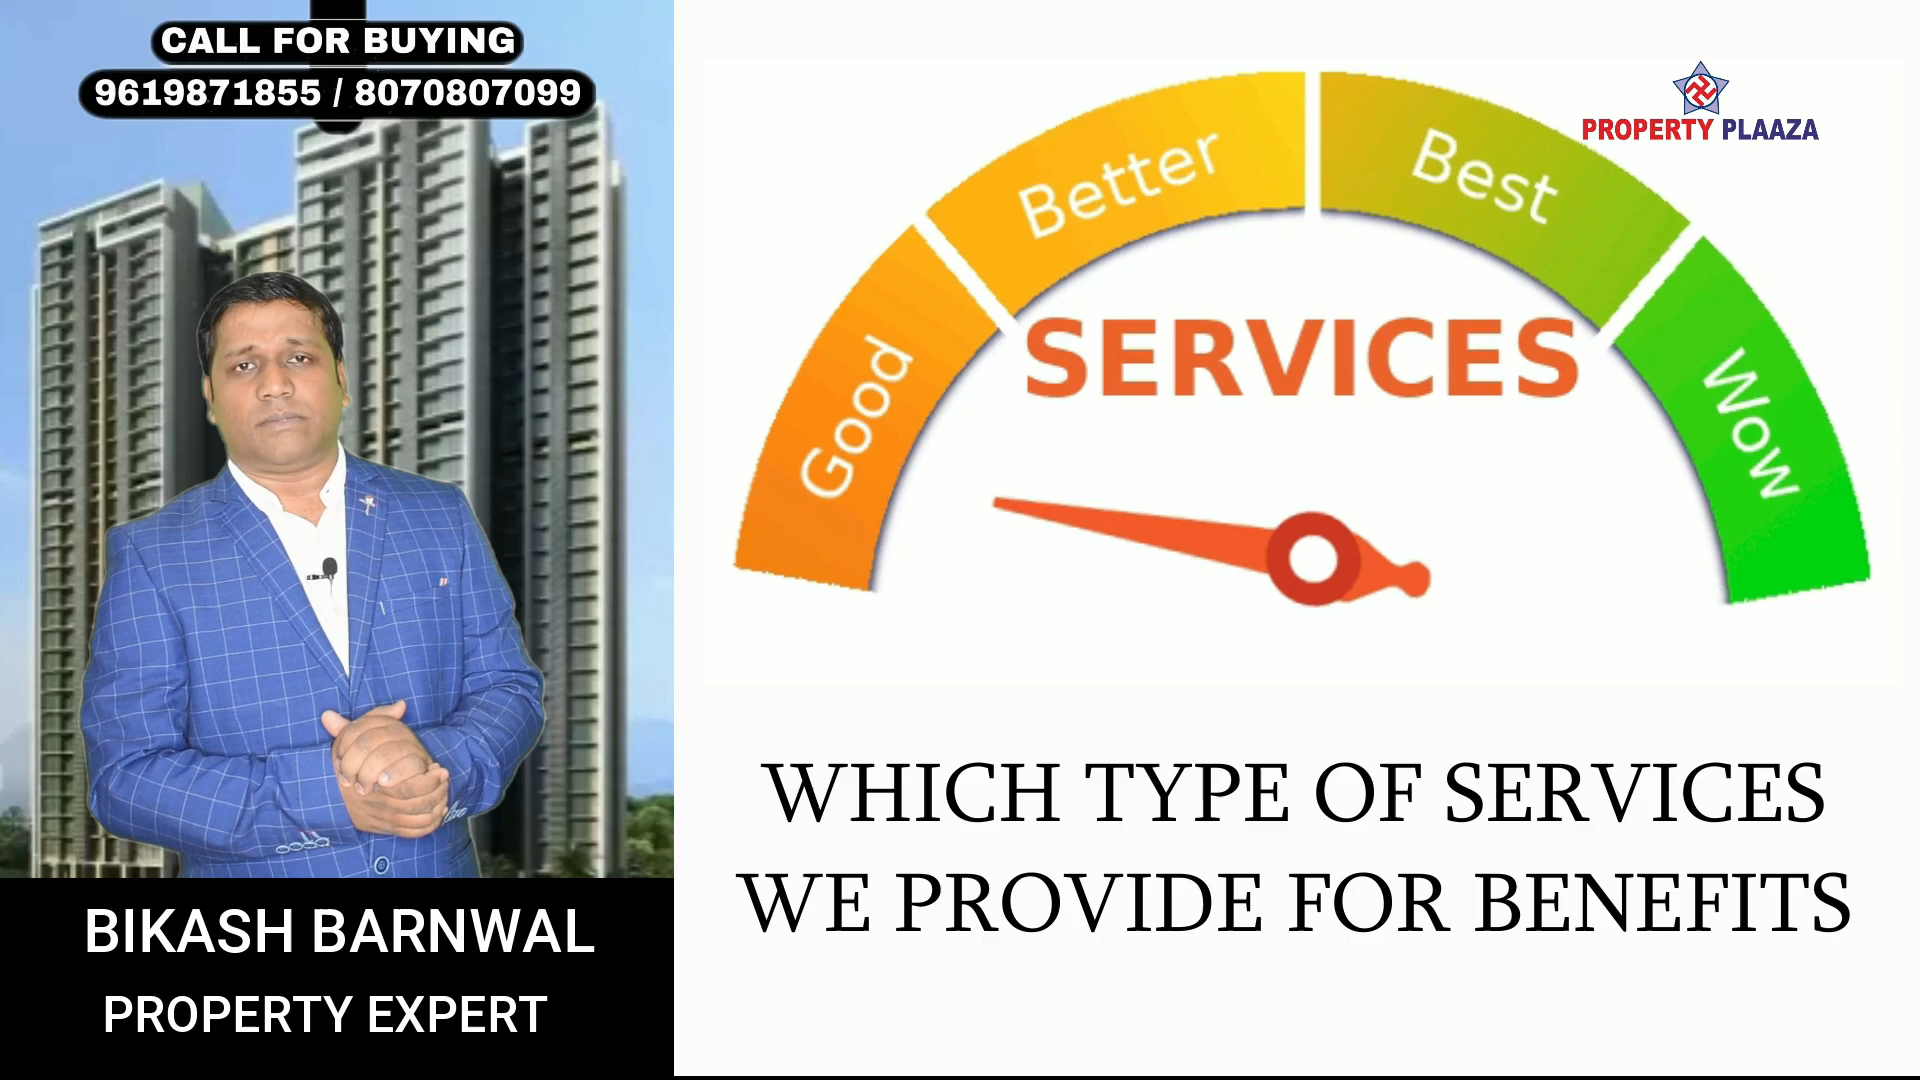 CALL FOR BUYING
9619871855 / 8070807099
BIKASH BARNWAL
PROPERTY EXPERT
PROPERTY PLAAZA
Good
Better
Best
Wow
SERVICES
WHICH TYPE OF SERVICES
WE PROVIDE FOR BENEFITS